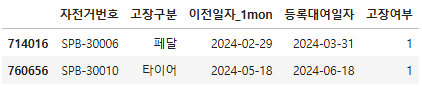 자전거번호 고장구분 이전일자_1mon 등록대여일자 고장여부
714016 SPB-30006 페달 2024-02-29 2024-03-31 1
760656 SPB-30010 타이어 2024-05-18 2024-06-18 1